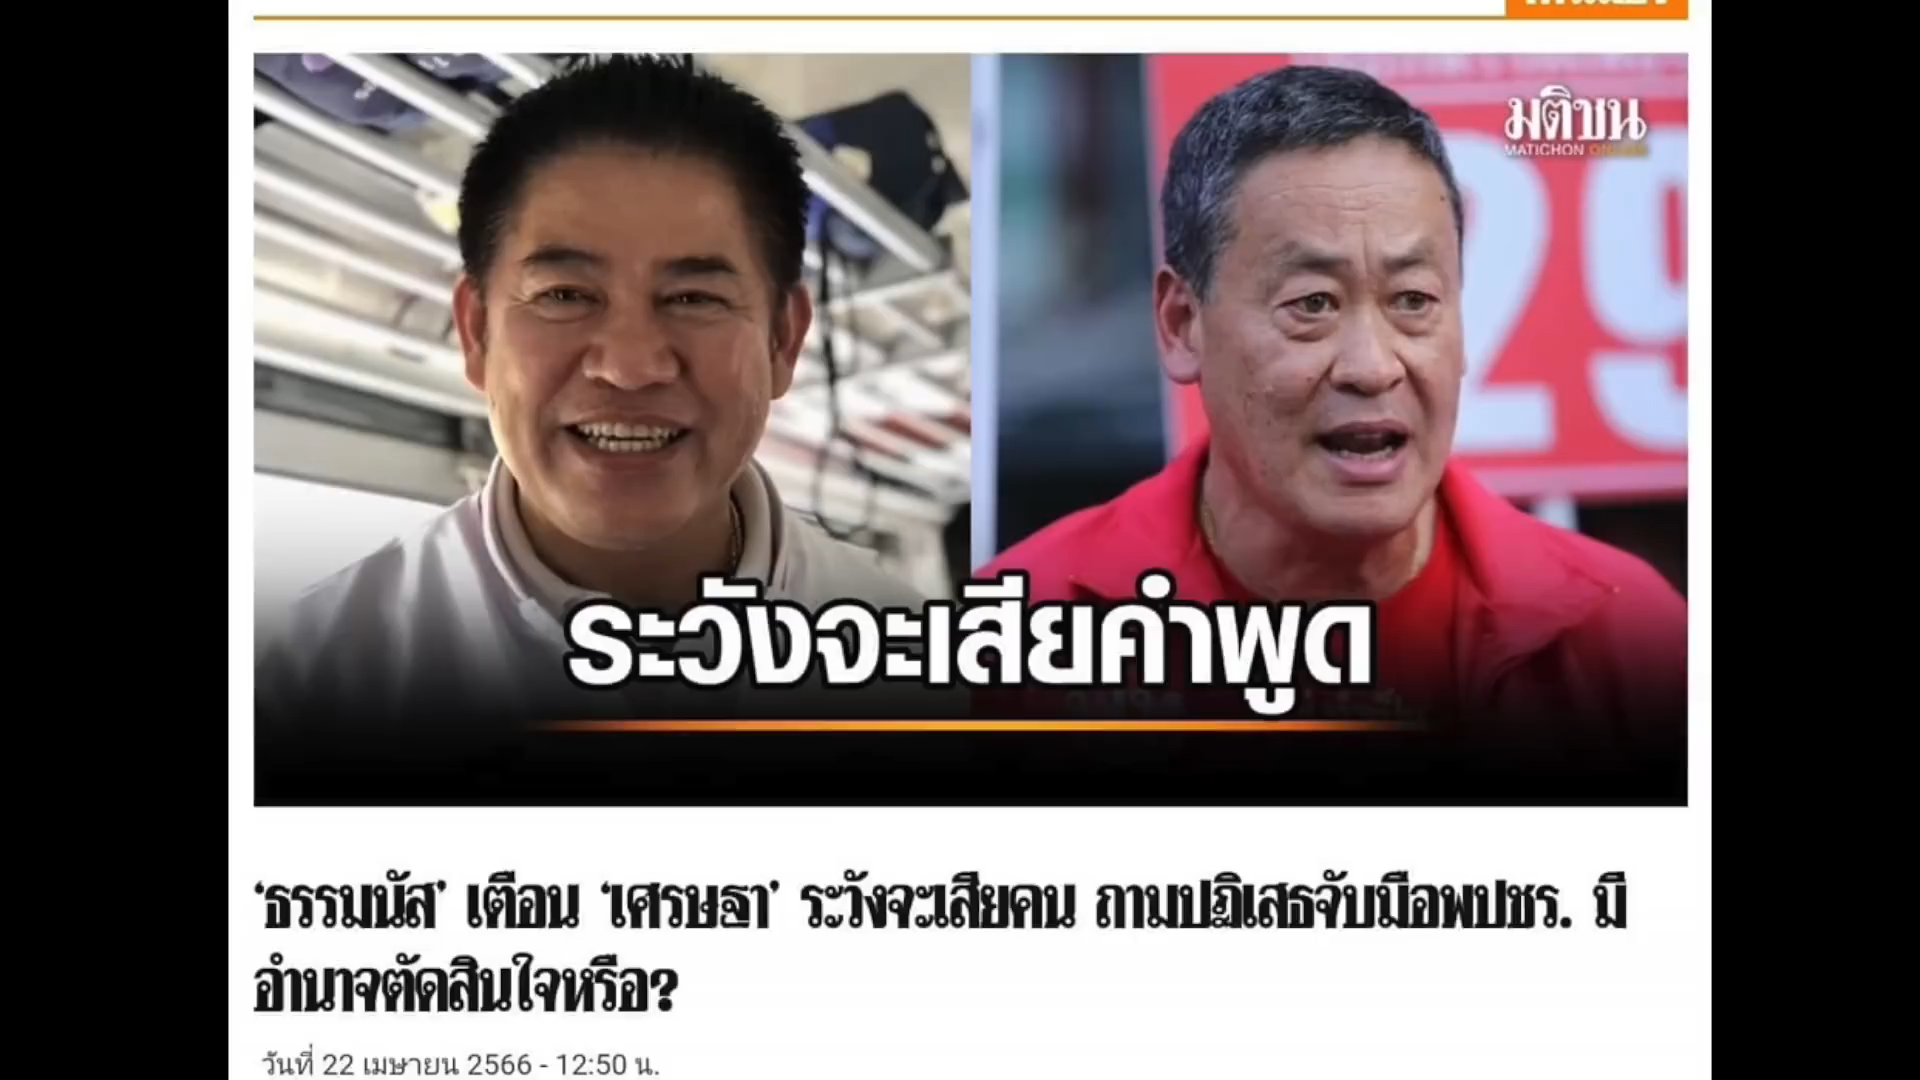 มติชน
MATICHON ONLINE
29
ระวังจะเสียคำพูด
‘ธรรมนัส’ เตือน ‘เศรษฐา’ ระวังจะเสียคน ถามปฏิเสธจับมือพปชร. มี
อำนาจตัดสินใจหรือ?
วันที่ 22 เมษายน 2566 - 12:50 น.